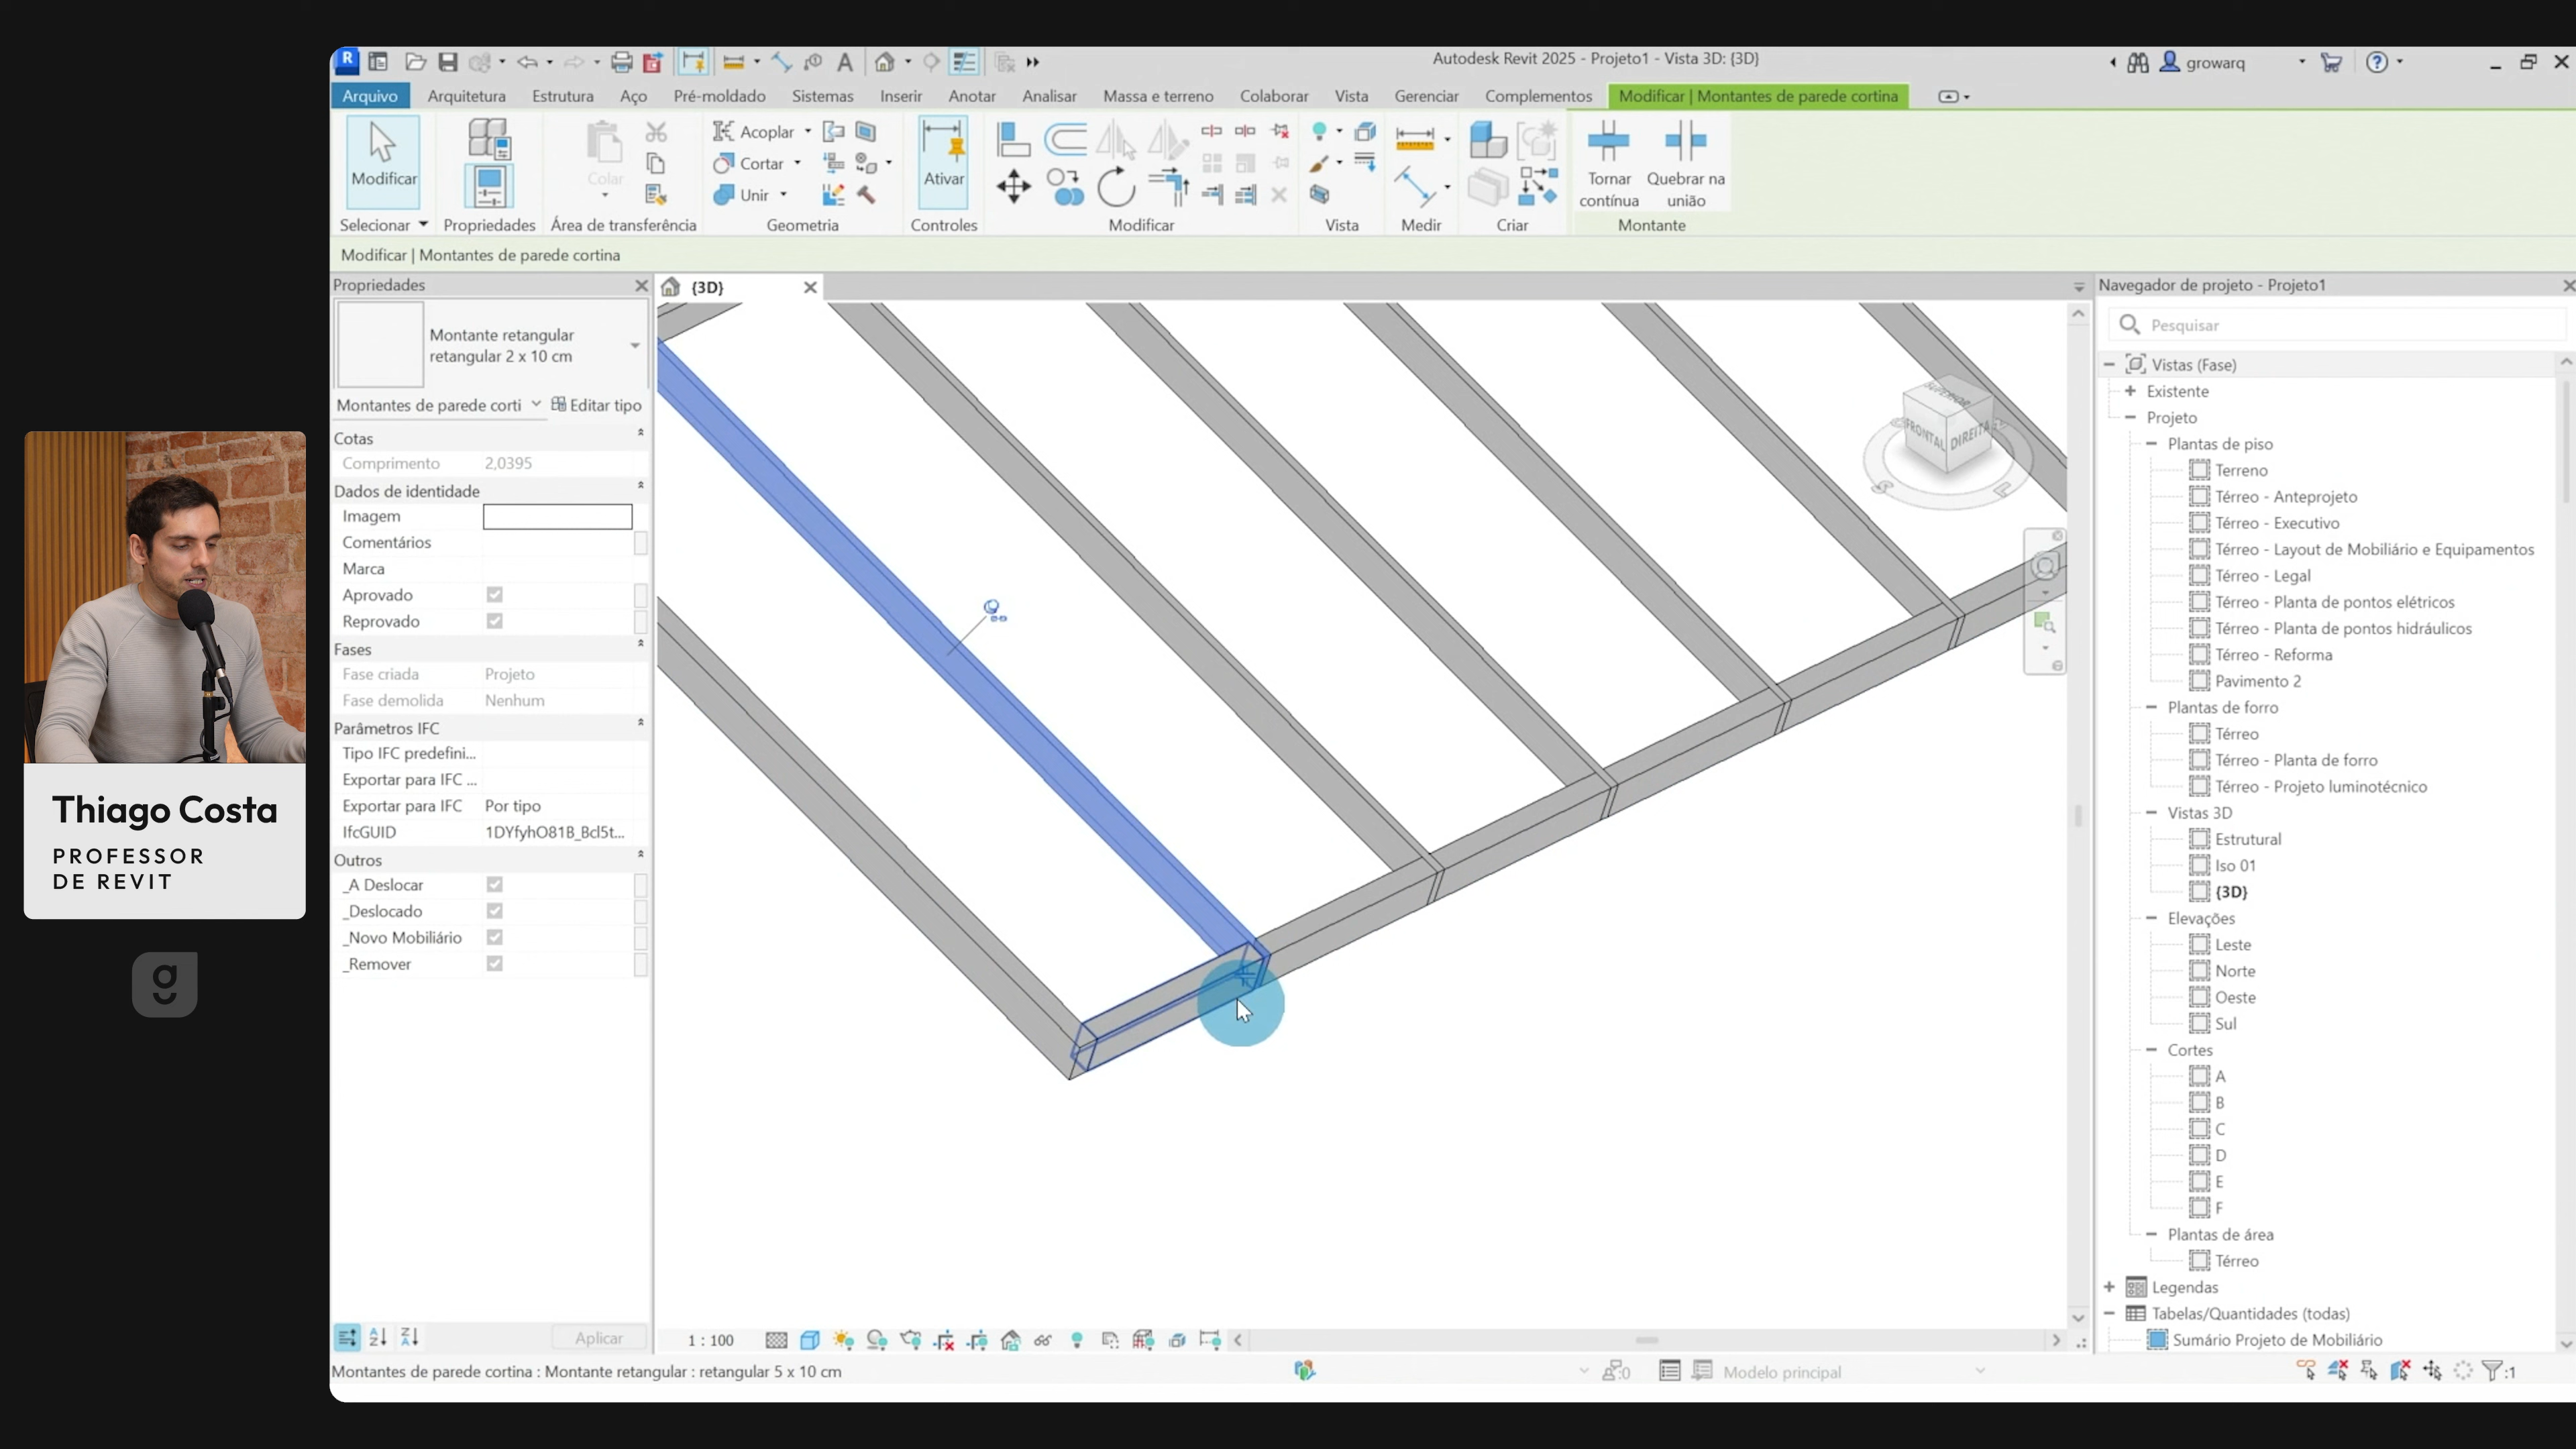 Autodesk Revit 2025 - Projeto1 - Vista 3D: {3D}
growarq
Arquivo Arquitetura Estrutura Aço Pré-moldado Sistemas Inserir Anotar Analisar Massa e terreno Colaborar Vista Gerenciar Complementos Modificar | Montantes de parede cortina
Modificar
Colar
Acoplar
Cortar
Unir
Ativar
Tornar contínua
Quebrar na união
Selecionar Propriedades Área de transferência Geometria Controles Modificar Vista Medir Criar Montante
Modificar | Montantes de parede cortina
Propriedades
Montante retangular
retangular 2 x 10 cm
Montantes de parede corti
Editar tipo
Cotas
Comprimento 2,0395
Dados de identidade
Imagem
Comentários
Marca
Aprovado
Reprovado
Fases
Fase criada Projeto
Fase demolida Nenhum
Parâmetros IFC
Tipo IFC predefini...
Exportar para IFC ...
Exportar para IFC Por tipo
IfcGUID 1DYfyhO81B_Bcl5t...
Outros
_A Deslocar
_Deslocado
_Novo Mobiliário
_Remover
Aplicar
{3D}
SUPERIOR
FRONTAL
DIREITA
1 : 100
Navegador de projeto - Projeto1
Pesquisar
Vistas (Fase)
Existente
Projeto
Plantas de piso
Terreno
Térreo - Anteprojeto
Térreo - Executivo
Térreo - Layout de Mobiliário e Equipamentos
Térreo - Legal
Térreo - Planta de pontos elétricos
Térreo - Planta de pontos hidráulicos
Térreo - Reforma
Pavimento 2
Plantas de forro
Térreo
Térreo - Planta de forro
Térreo - Projeto luminotécnico
Vistas 3D
Estrutural
Iso 01
{3D}
Elevações
Leste
Norte
Oeste
Sul
Cortes
A
B
C
D
E
F
Plantas de área
Térreo
Legendas
Tabelas/Quantidades (todas)
Sumário Projeto de Mobiliário
Montantes de parede cortina : Montante retangular : retangular 5 x 10 cm
:0
Modelo principal
:1
Thiago Costa
PROFESSOR
DE REVIT
g